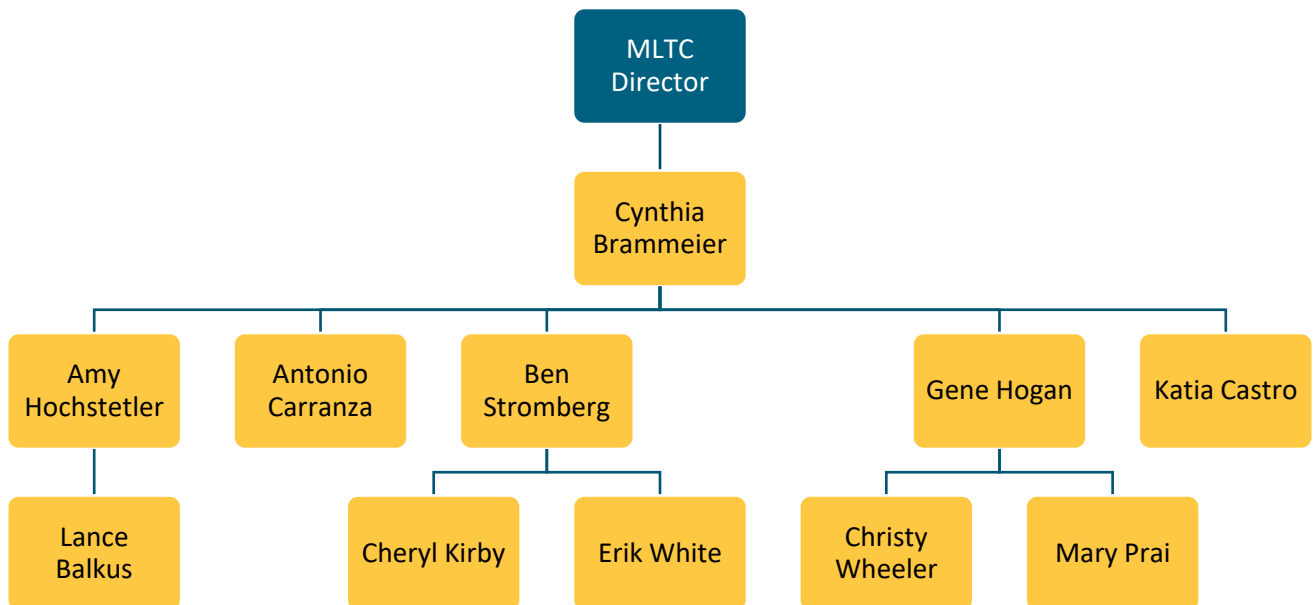 MLTC
Director
Cynthia
Brammeier
Amy
Hochstetler
Antonio
Carranza
Ben
Stromberg
Gene Hogan
Katia Castro
Lance
Balkus
Cheryl Kirby
Erik White
Christy
Wheeler
Mary Prai